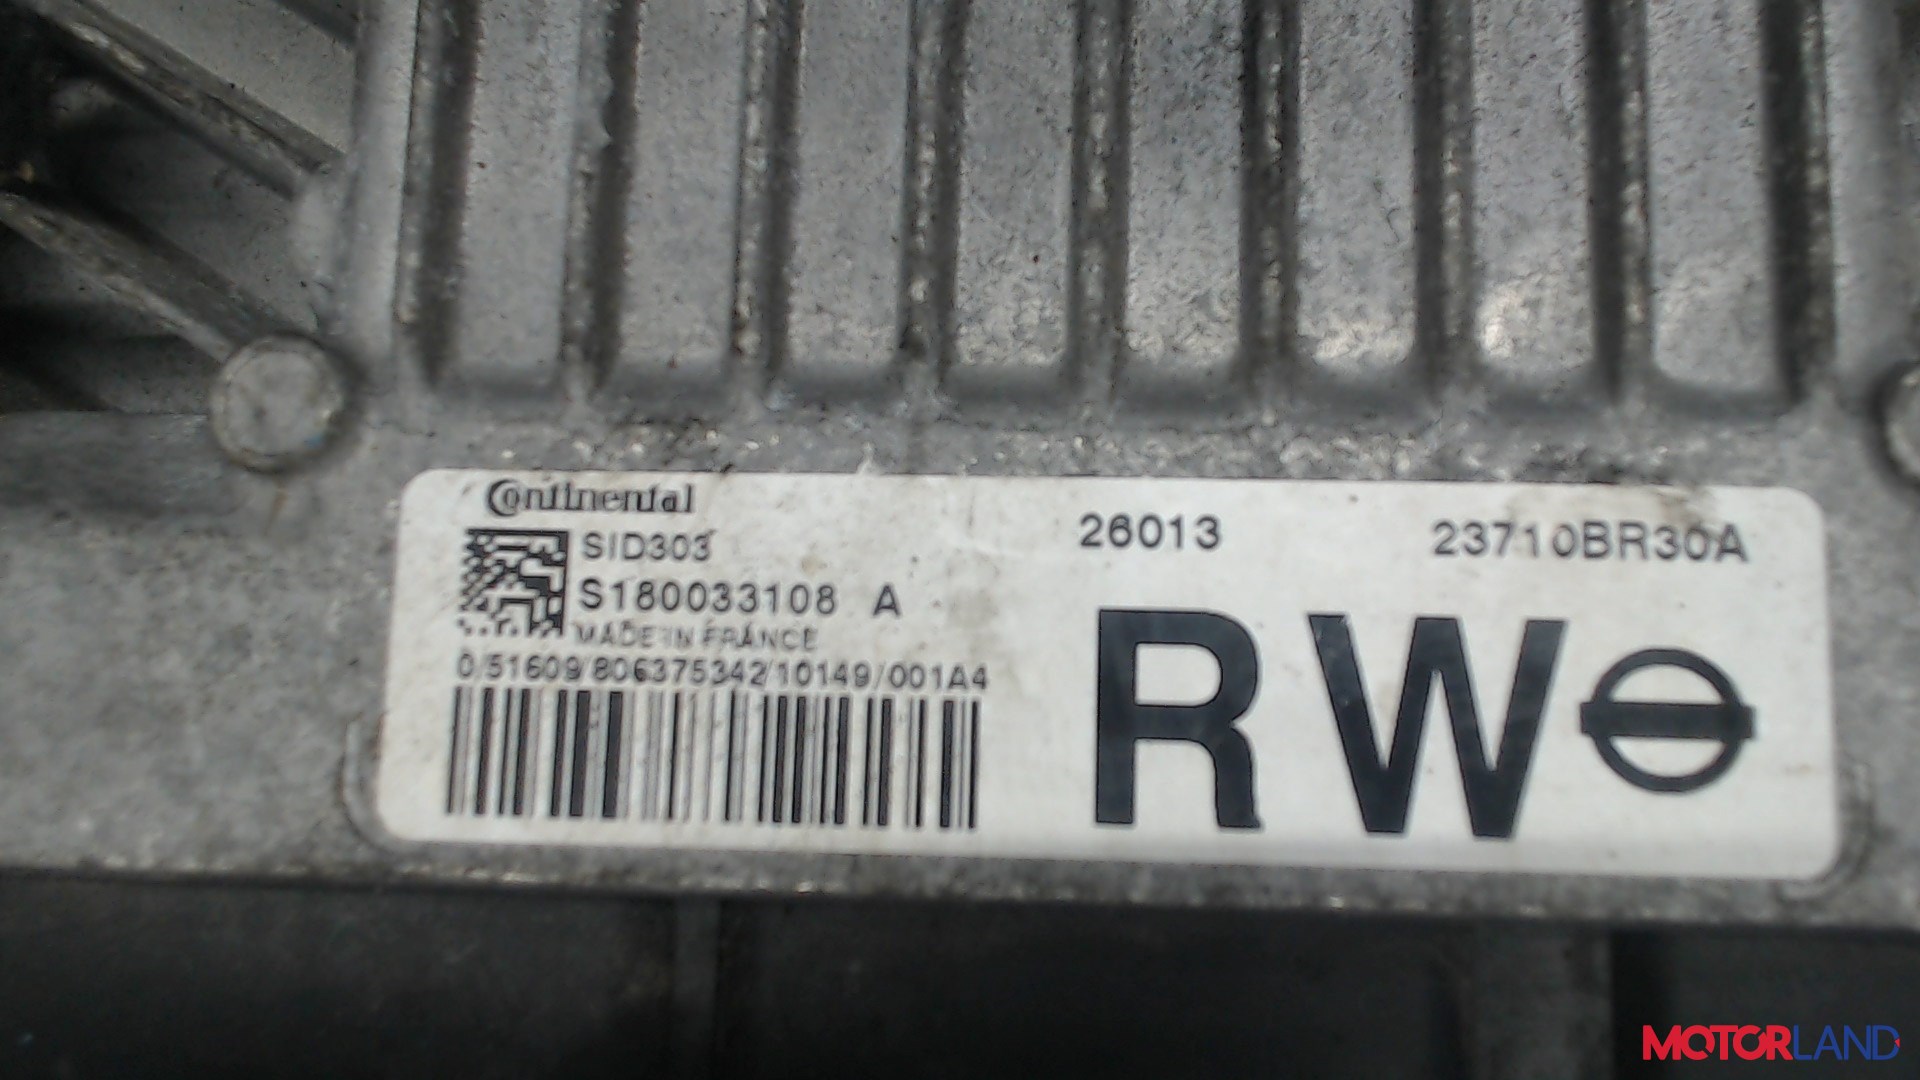 Continental
SID303
S180033108 A
MADE IN FRANCE
0/51609/806375342/10149/001A4
26013
23710BR30A
RW
MOTORLAND